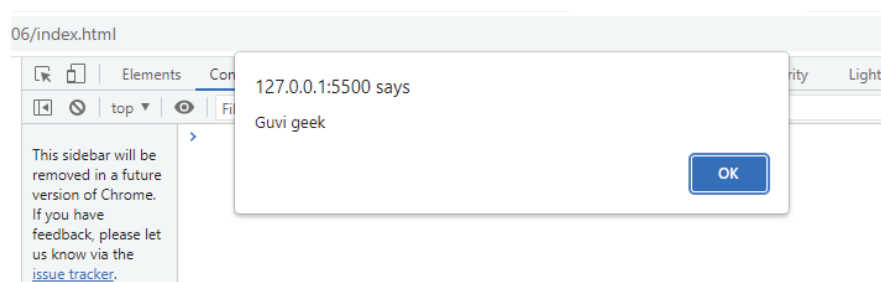 06/index.html
Elements Con
rity Light
127.0.0.1:5500 says
Guvi geek
OK
top
Fil
This sidebar will be
removed in a future
version of Chrome.
If you have
feedback, please let
us know via the
issue tracker.